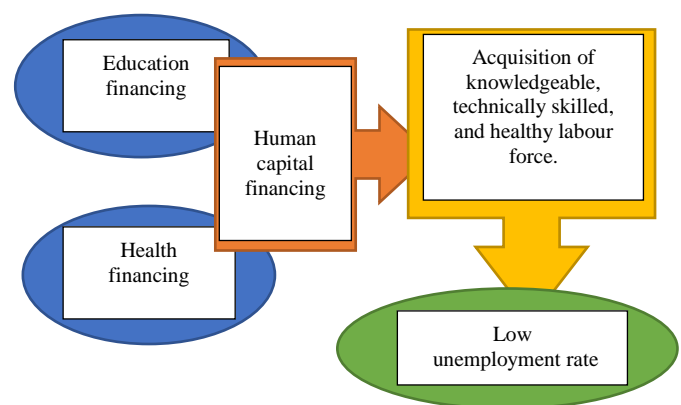 Education
financing
Human
capital
financing
Health
financing
Acquisition of
knowledgeable,
technically skilled,
and healthy labour
force.
Low
unemployment rate